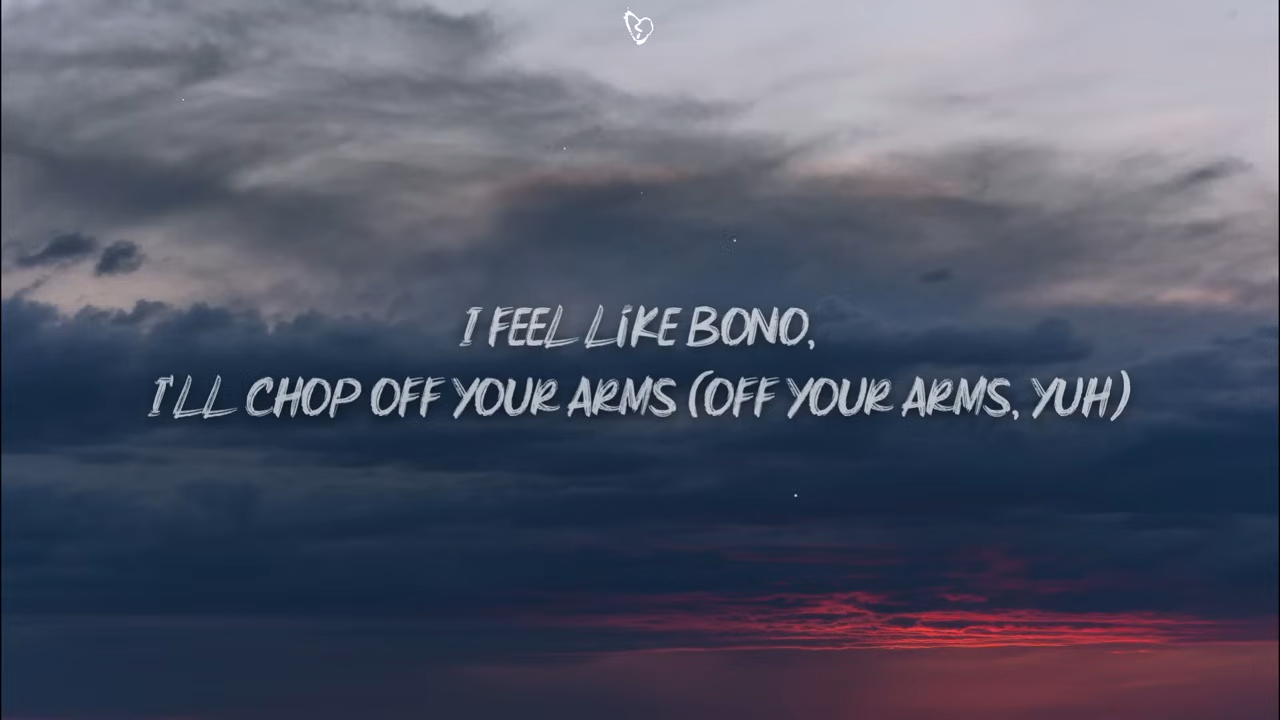 I FEEL LIKE BONO,
I'LL CHOP OFF YOUR ARMS (OFF YOUR ARMS, YUH)